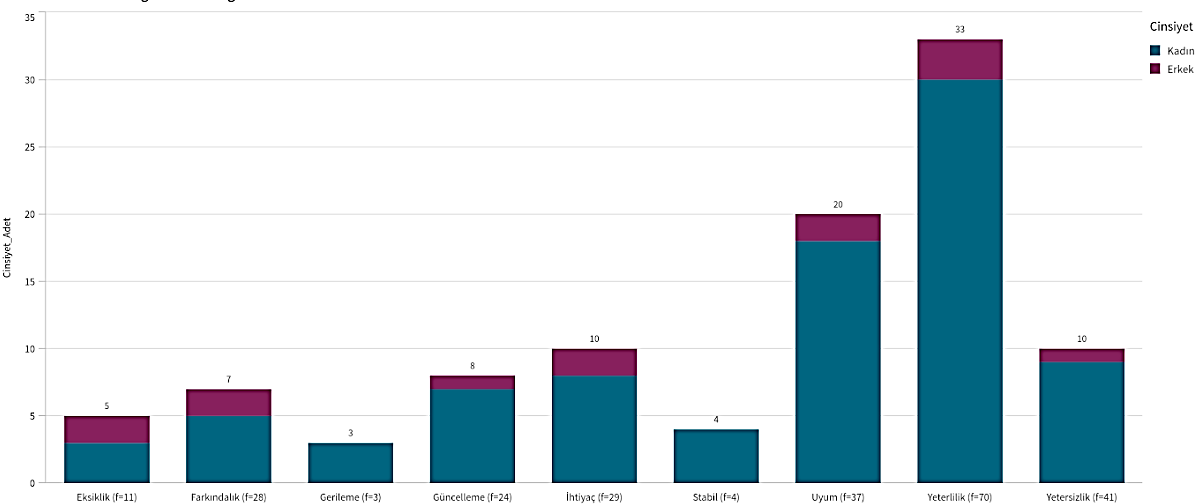 35
30
25
20
15
10
5
0
Cinsiyet_Adet
5
7
3
8
10
4
20
33
10
Eksiklik (f=11)
Farkındalık (f=28)
Gerileme (f=3)
Güncelleme (f=24)
İhtiyaç (f=29)
Stabil (f=4)
Uyum (f=37)
Yeterlilik (f=70)
Yetersizlik (f=41)
Cinsiyet
Kadın
Erkek